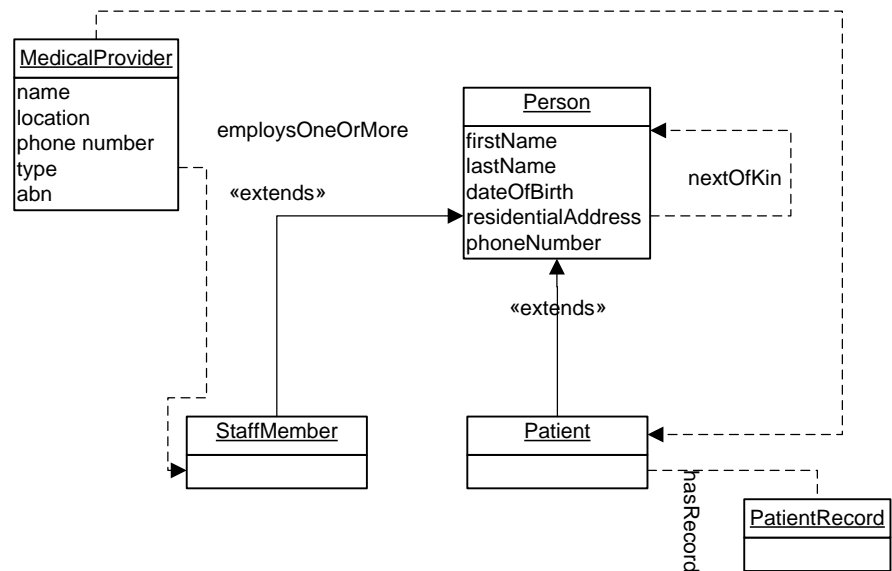 MedicalProvider
name
location
phone number
type
abn
employsOneOrMore
«extends»
Person
firstName
lastName
dateOfBirth
residentialAddress
phoneNumber
nextOfKin
«extends»
StaffMember
Patient
hasRecord
PatientRecord